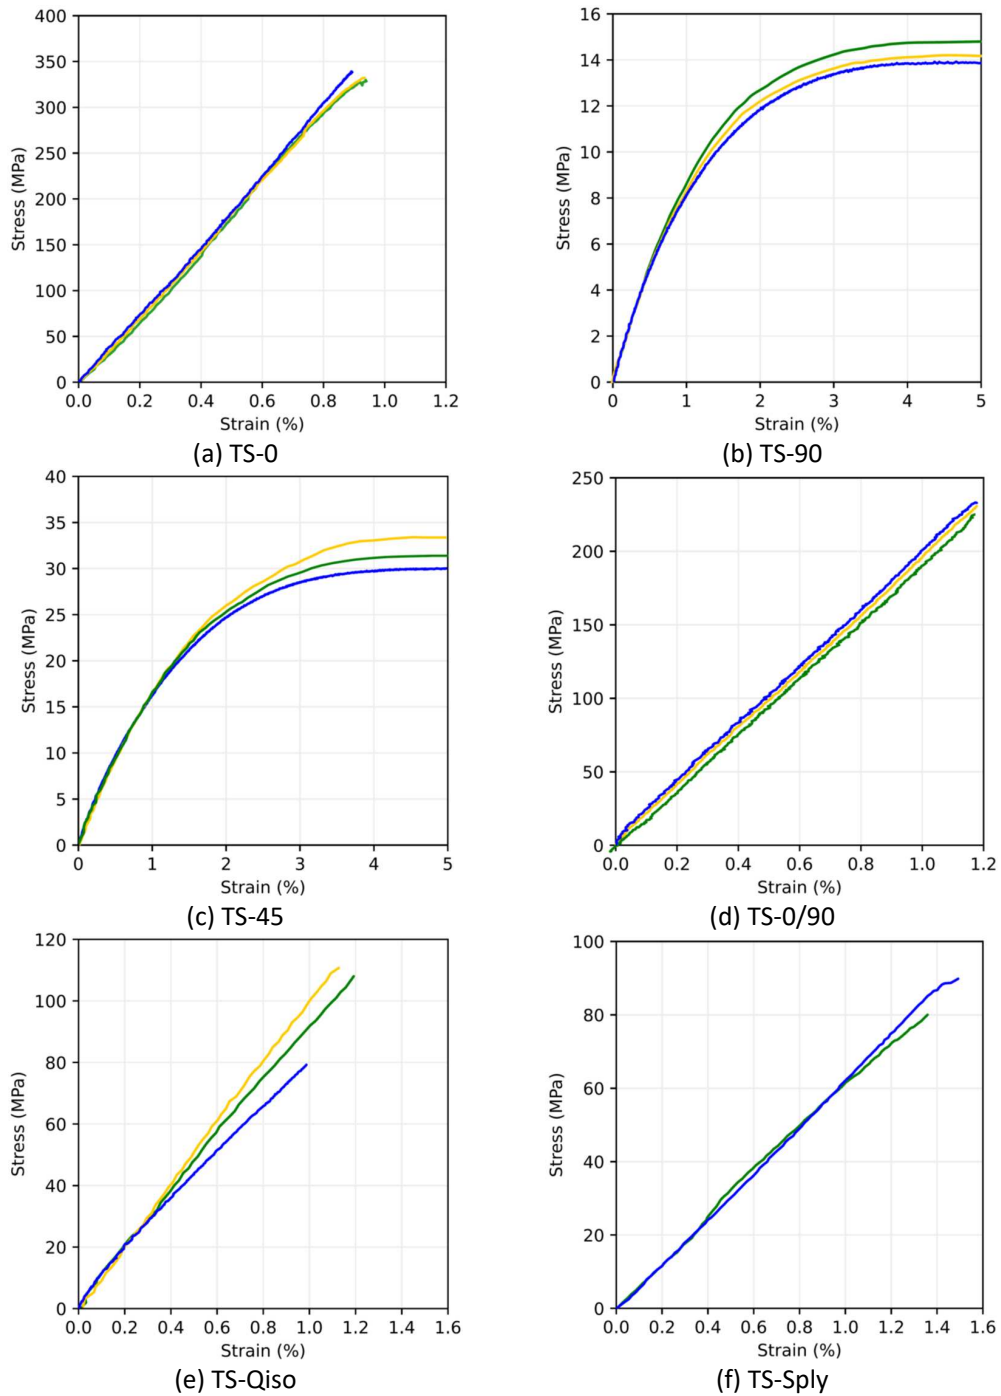 400
350
300
250
200
150
100
50
0
Stress (MPa)
0.0 0.2 0.4 0.6 0.8 1.0 1.2
Strain (%)
(a) TS-0
16
14
12
10
8
6
4
2
0
Stress (MPa)
0 1 2 3 4 5
Strain (%)
(b) TS-90
40
35
30
25
20
15
10
5
0
Stress (MPa)
0 1 2 3 4 5
Strain (%)
(c) TS-45
250
200
150
100
50
0
Stress (MPa)
0.0 0.2 0.4 0.6 0.8 1.0 1.2
Strain (%)
(d) TS-0/90
120
100
80
60
40
20
0
Stress (MPa)
0.0 0.2 0.4 0.6 0.8 1.0 1.2 1.4 1.6
Strain (%)
(e) TS-Qiso
100
80
60
40
20
0
Stress (MPa)
0.0 0.2 0.4 0.6 0.8 1.0 1.2 1.4 1.6
Strain (%)
(f) TS-Sply